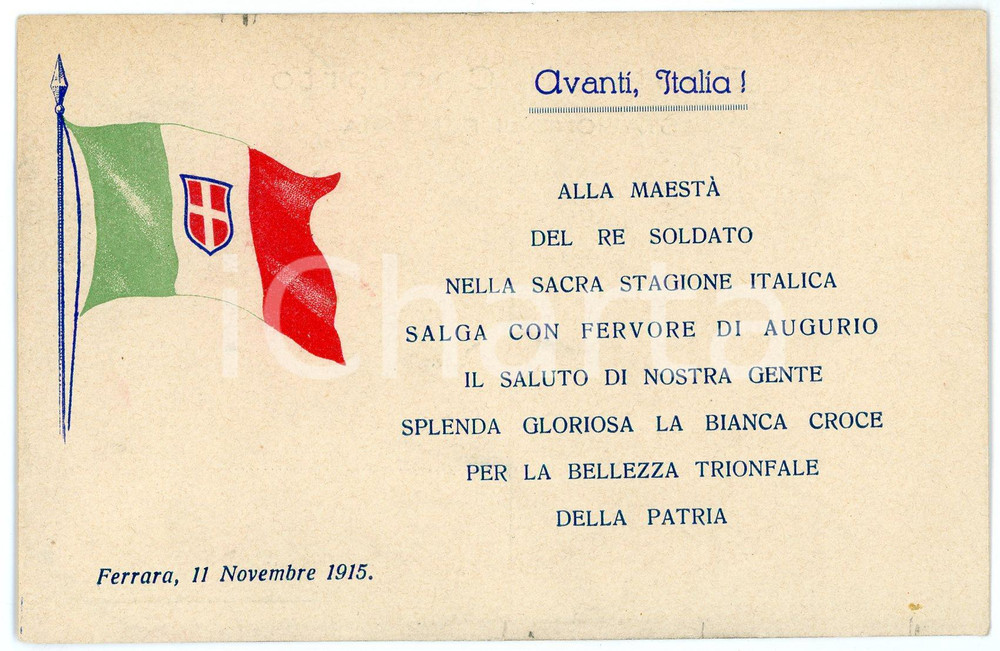 Avanti, Italia!
ALLA MAESTÀ
DEL RE SOLDATO
NELLA SACRA STAGIONE ITALICA
SALGA CON FERVORE DI AUGURIO
IL SALUTO DI NOSTRA GENTE
SPLENDA GLORIOSA LA BIANCA CROCE
PER LA BELLEZZA TRIONFALE
DELLA PATRIA
Ferrara, 11 Novembre 1915.
iCharta